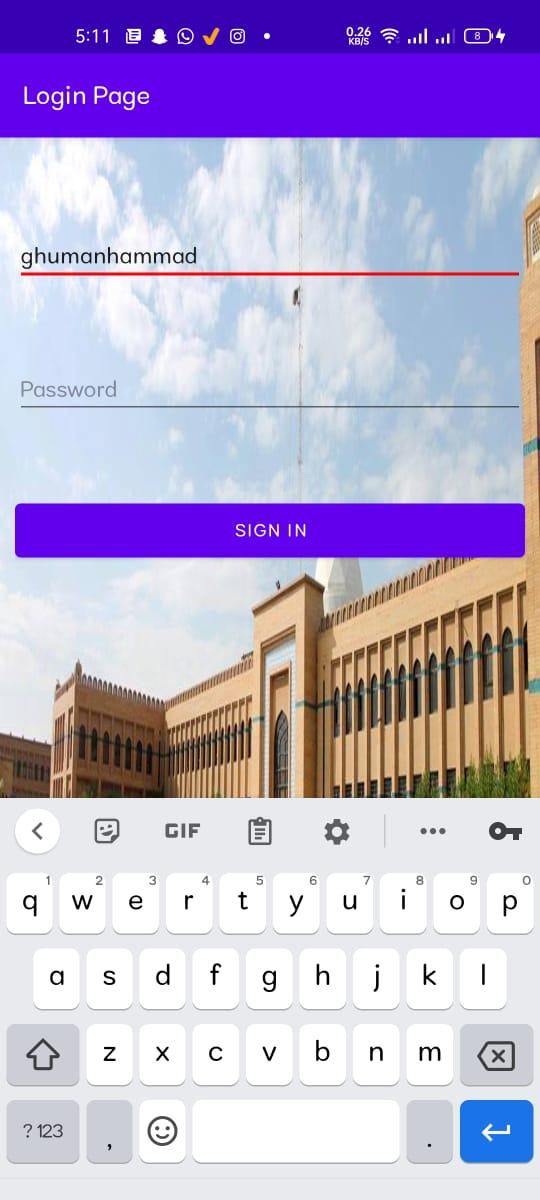 5:11
0.26
KB/S
8
Login Page
ghumanhammad
Password
SIGN IN
GIF
q 1 w 2 e 3 r 4 t 5 y 6 u 7 i 8 o 9 p 0
a s d f g h j k l
z x c v b n m
?123 , .